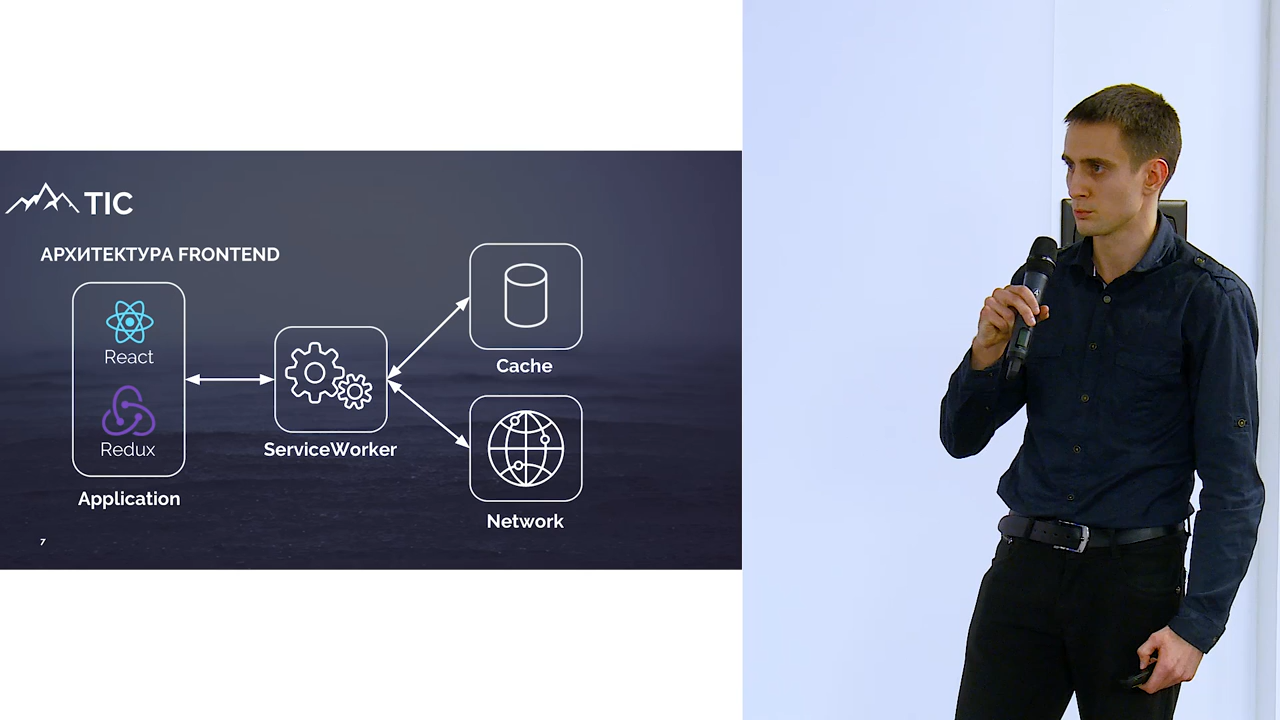 TIC
АРХИТЕКТУРА FRONTEND
React
Redux
Application
ServiceWorker
Cache
Network
7